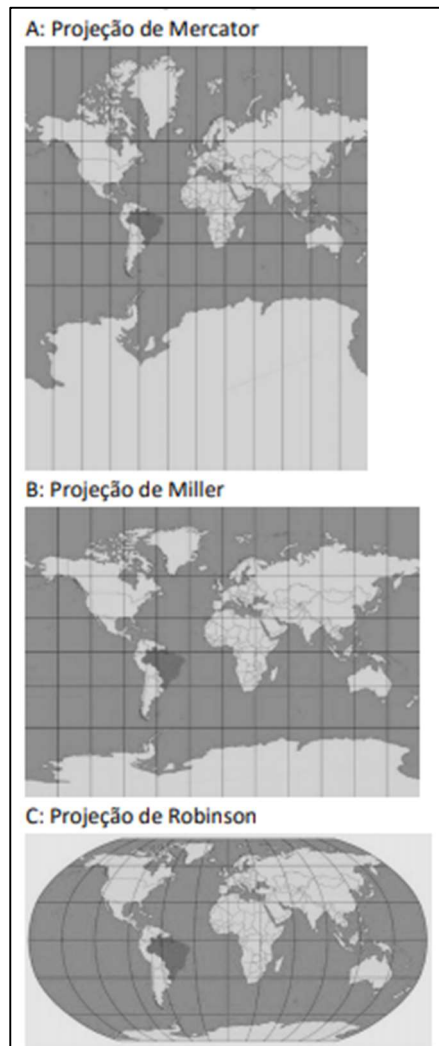 A: Projeção de Mercator
B: Projeção de Miller
C: Projeção de Robinson